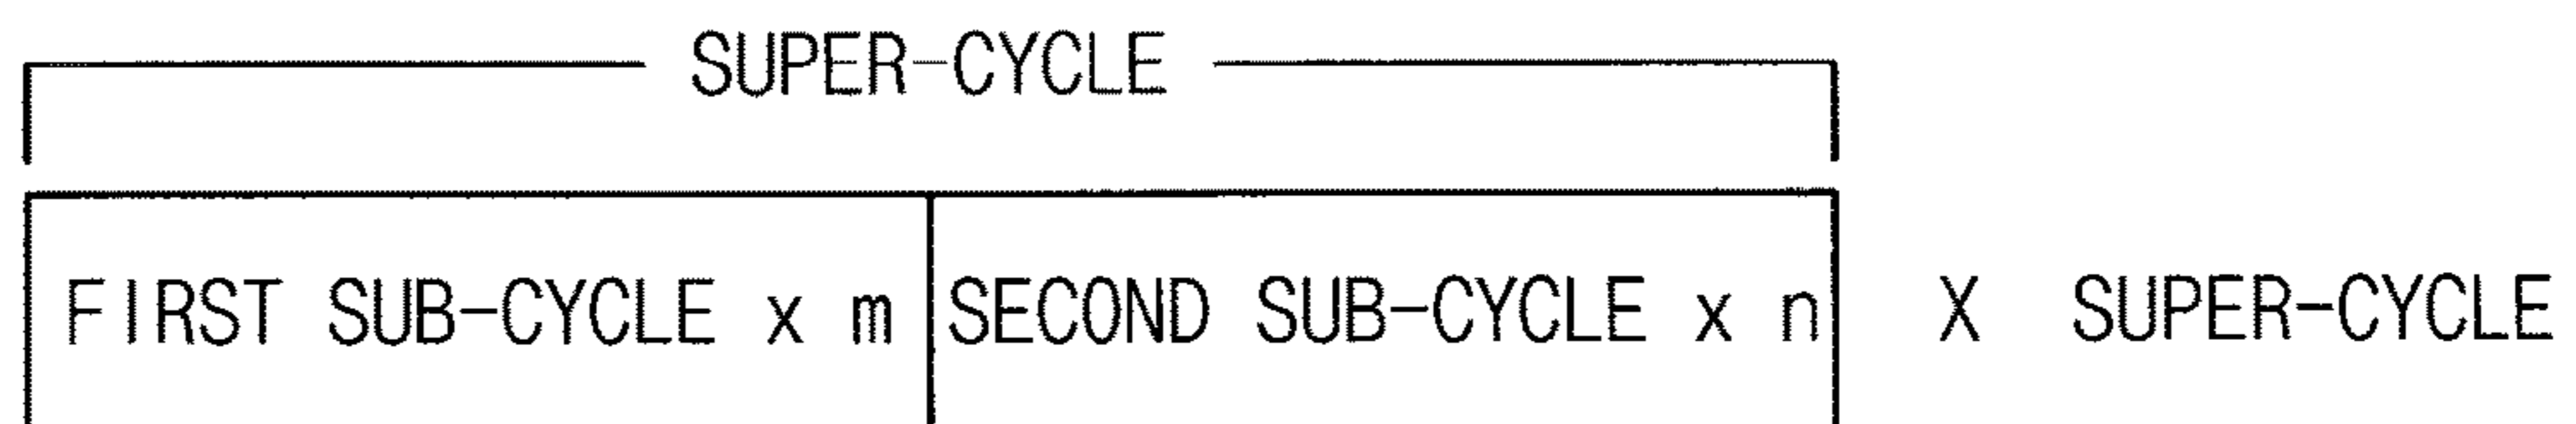 SUPER-CYCLE
FIRST SUB-CYCLE x m SECOND SUB-CYCLE x n X SUPER-CYCLE